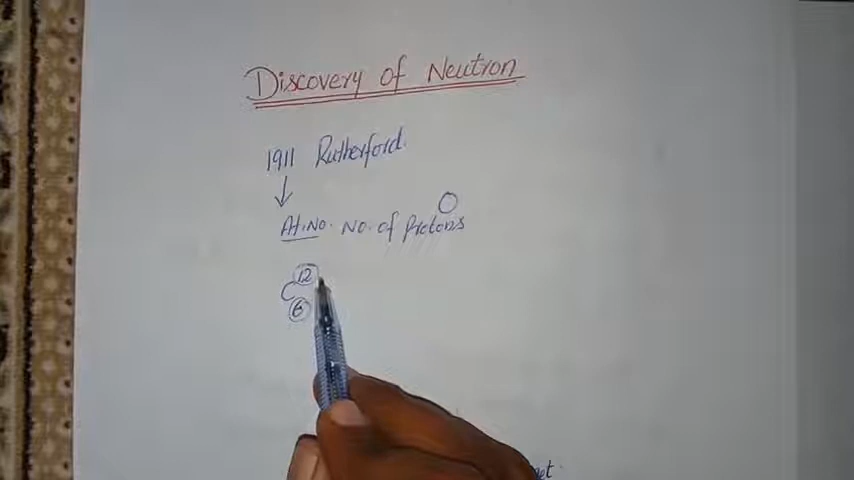 Discovery of Neutron
1911 Rutherford.
At.No. No. of Protons
12
C
6